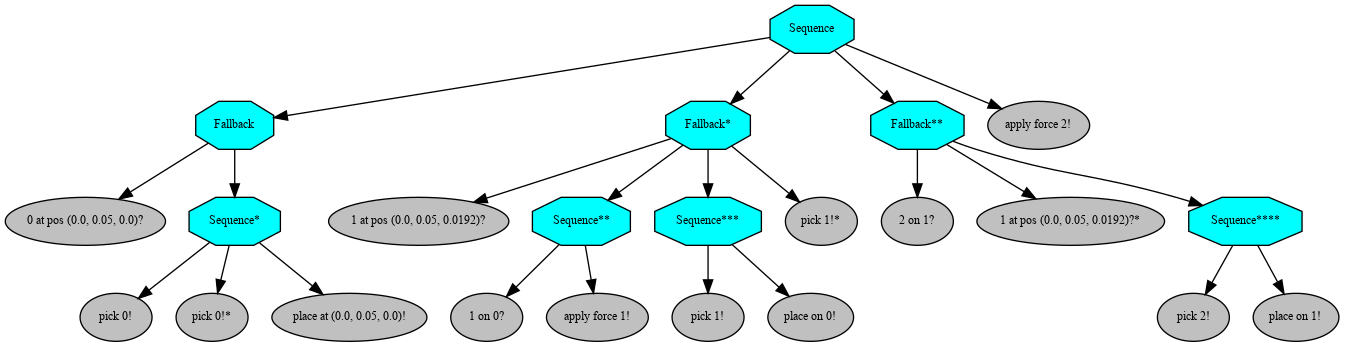 Sequence
Fallback
Fallback*
Fallback**
apply force 2!
0 at pos (0.0, 0.05, 0.0)?
Sequence*
1 at pos (0.0, 0.05, 0.0192)?
Sequence**
Sequence***
pick 1!*
2 on 1?
1 at pos (0.0, 0.05, 0.0192)?*
Sequence****
pick 0!
pick 0!*
place at (0.0, 0.05, 0.0)!
1 on 0?
apply force 1!
pick 1!
place on 0!
pick 2!
place on 1!